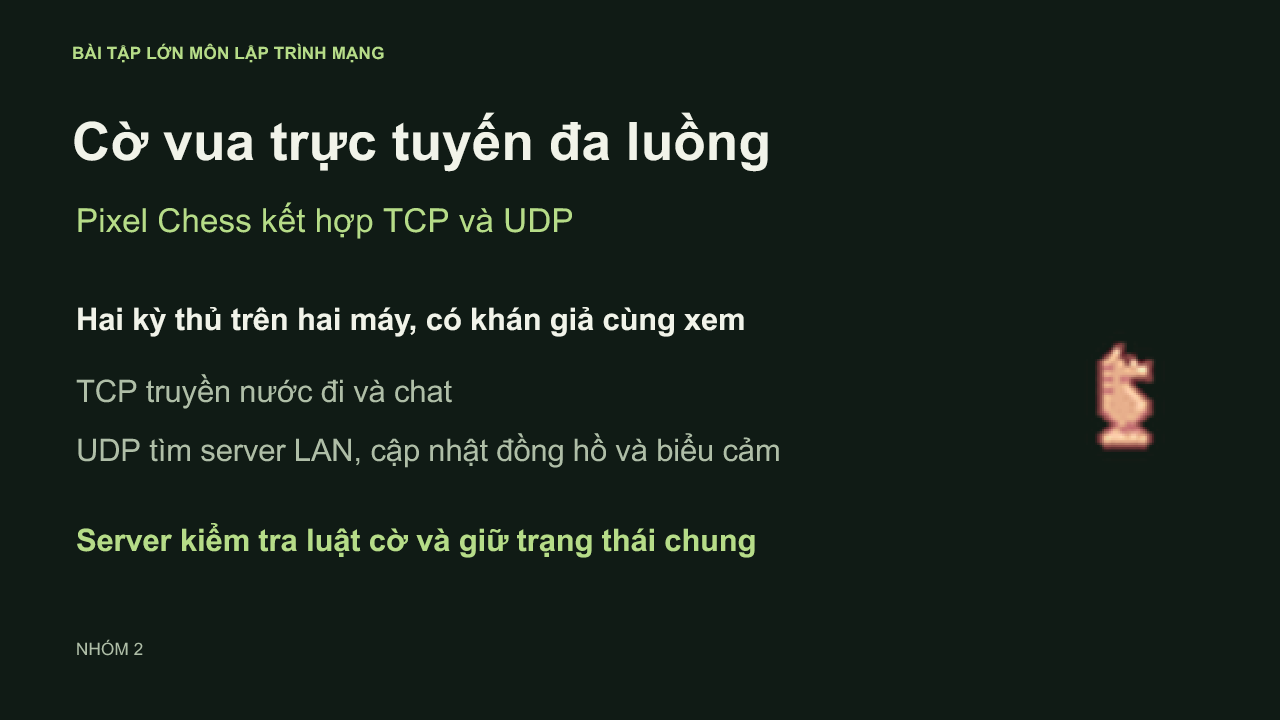 BÀI TẬP LỚN MÔN LẬP TRÌNH MẠNG
Cờ vua trực tuyến đa luồng
Pixel Chess kết hợp TCP và UDP
Hai kỳ thủ trên hai máy, có khán giả cùng xem
TCP truyền nước đi và chat
UDP tìm server LAN, cập nhật đồng hồ và biểu cảm
Server kiểm tra luật cờ và giữ trạng thái chung
NHÓM 2